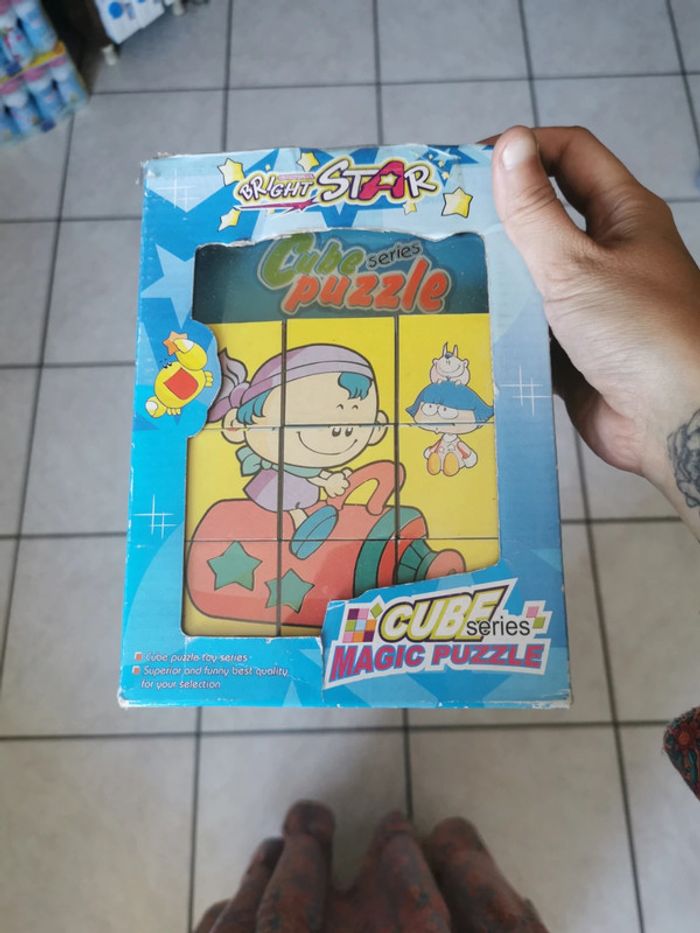 BRIGHT STAR
Cube series
puzzle
CUBE
series
MAGIC PUZZLE
Cube puzzle toy series
Superior and funny best quality
for your selection